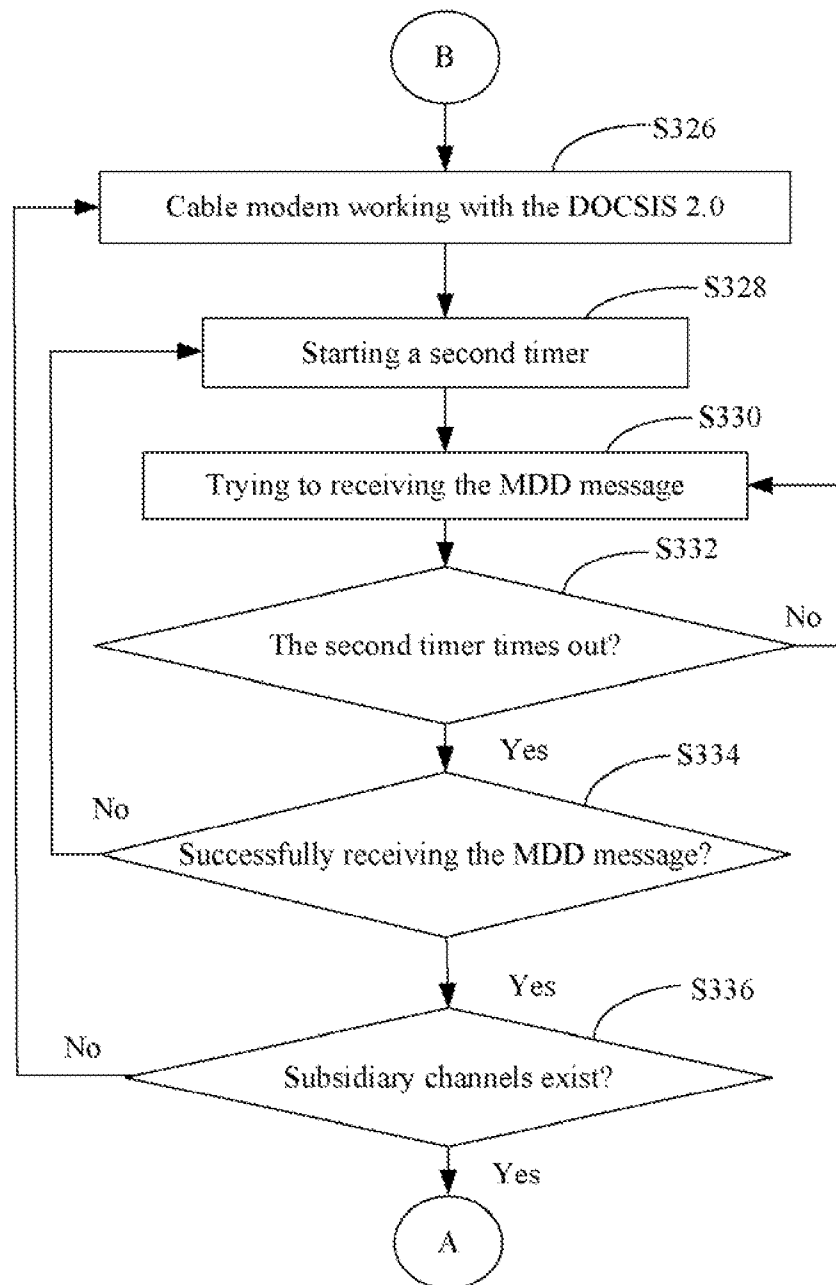 B
S326
Cable modem working with the DOCSIS 2.0
S328
Starting a second timer
S330
Trying to receiving the MDD message
S332
The second timer times out?
No
Yes
S334
No
Successfully receiving the MDD message?
Yes
S336
No
Subsidiary channels exist?
Yes
A